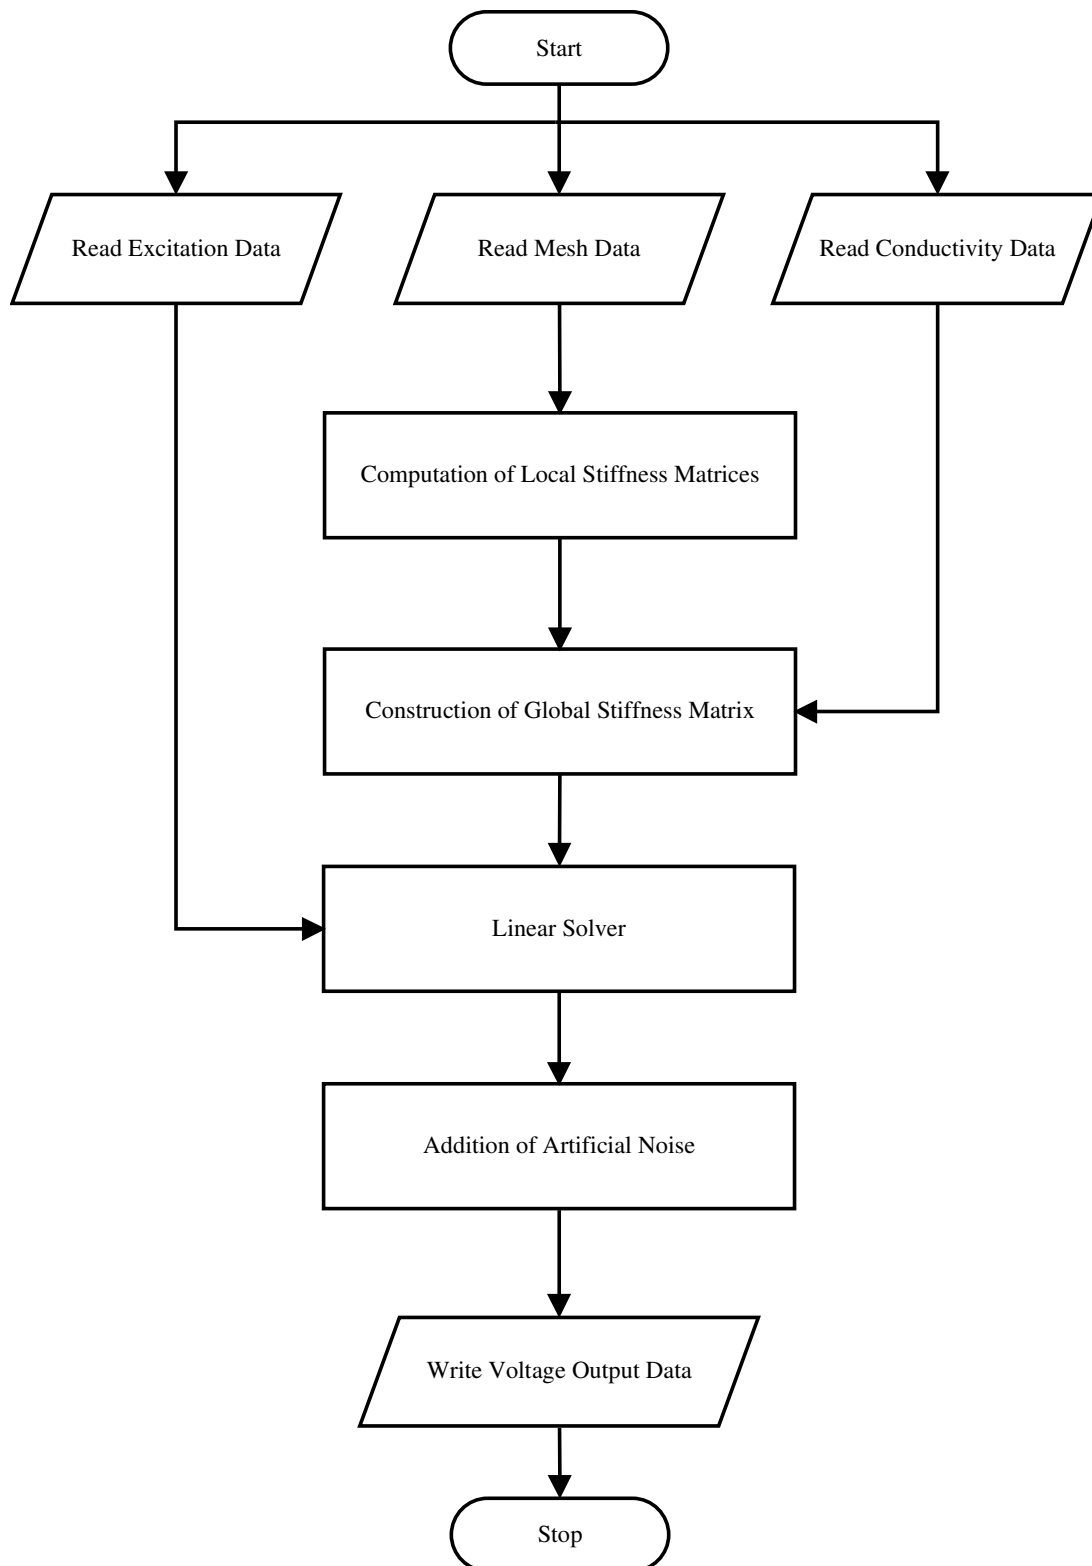 Start
Read Excitation Data
Read Mesh Data
Read Conductivity Data
Computation of Local Stiffness Matrices
Construction of Global Stiffness Matrix
Linear Solver
Addition of Artificial Noise
Write Voltage Output Data
Stop